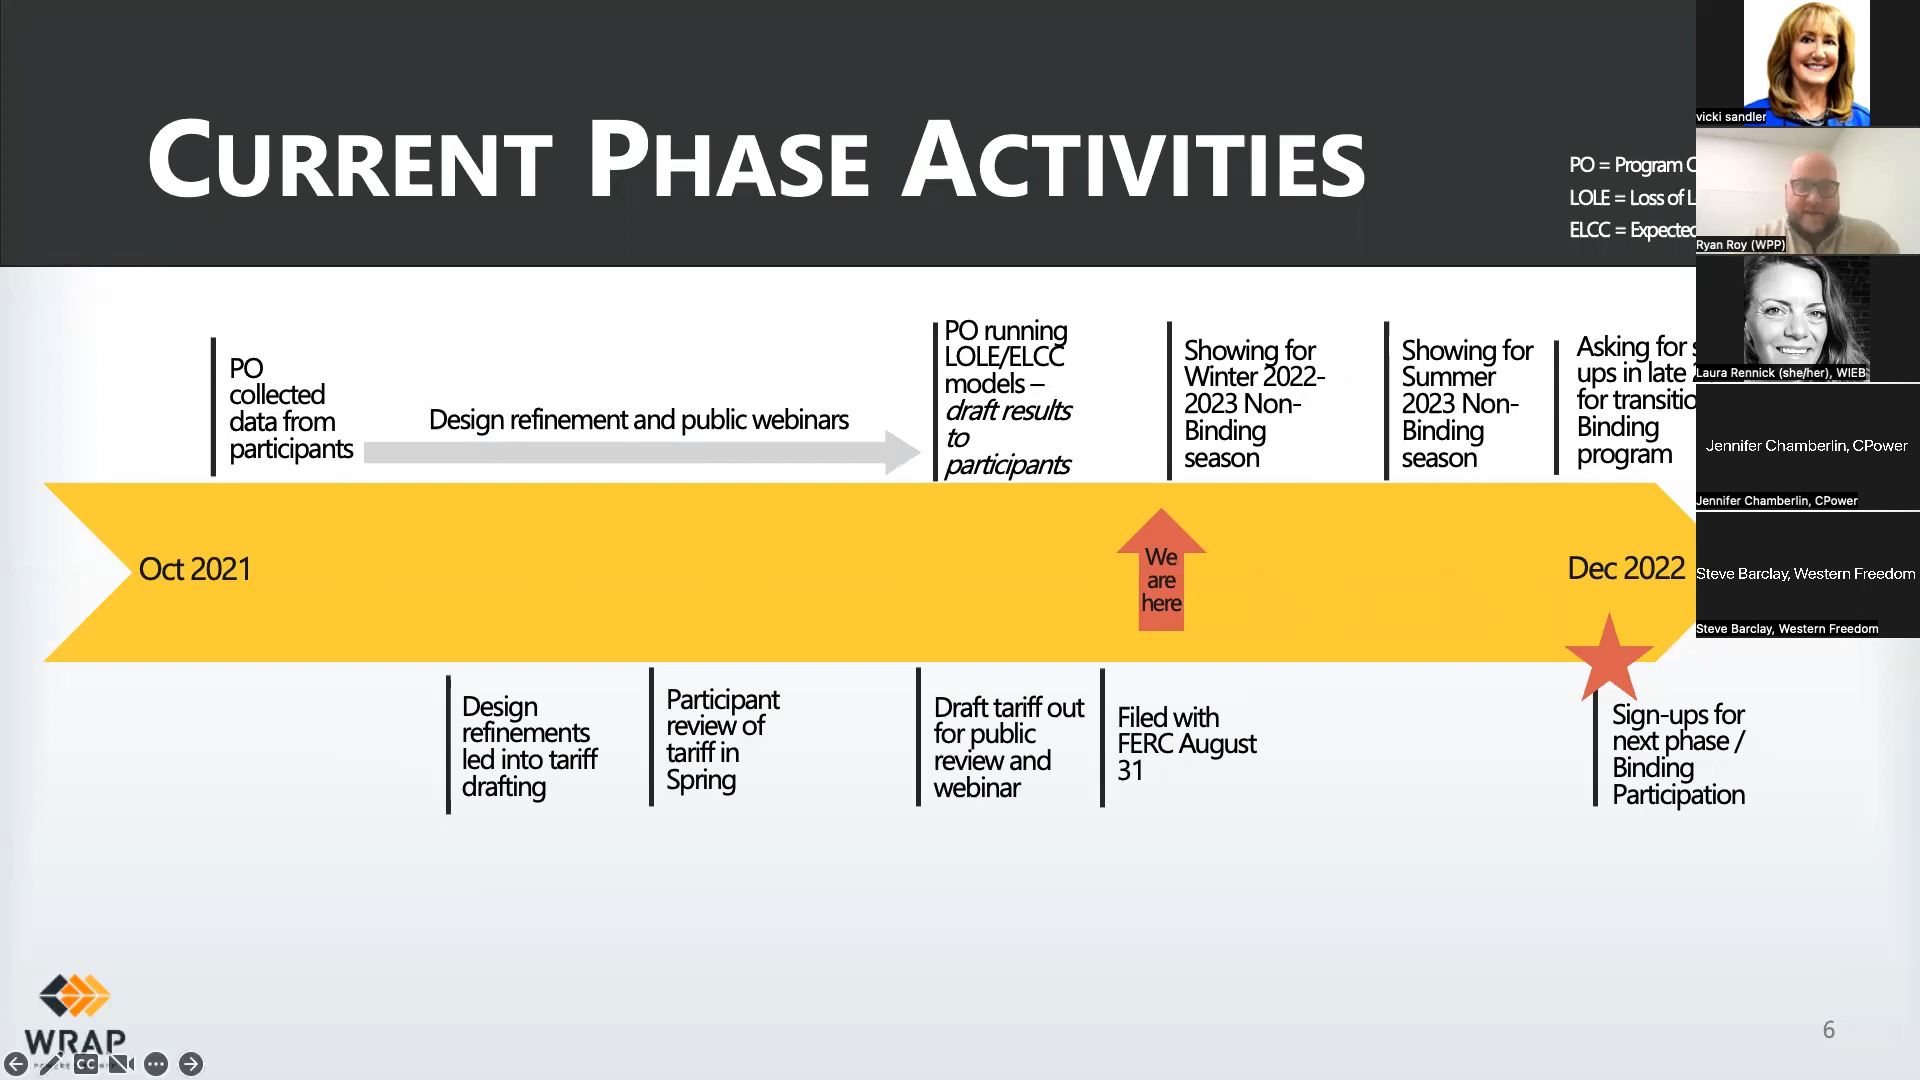 CURRENT PHASE ACTIVITIES
PO = Program
LOLE = Loss of
ELCC = Expected
vicki sandler
Ryan Roy (WPP)
Laura Rennick (she/her), WIEB
Jennifer Chamberlin, CPower
Jennifer Chamberlin, CPower
Steve Barclay, Western Freedom
Steve Barclay, Western Freedom
PO
collected
data from
participants
Design refinement and public webinars
PO running
LOLE/ELCC
models –
draft results
to
participants
Showing for
Winter 2022-
2023 Non-
Binding
season
Showing for
Summer
2023 Non-
Binding
season
Asking for
ups in late
for
Binding
program
Oct 2021
We
are
here
Dec 2022
Design
refinements
led into tariff
drafting
Participant
review of
tariff in
Spring
Draft tariff out
for public
review and
webinar
Filed with
FERC August
31
Sign-ups for
next phase /
Binding
Participation
WRAP
CC
6